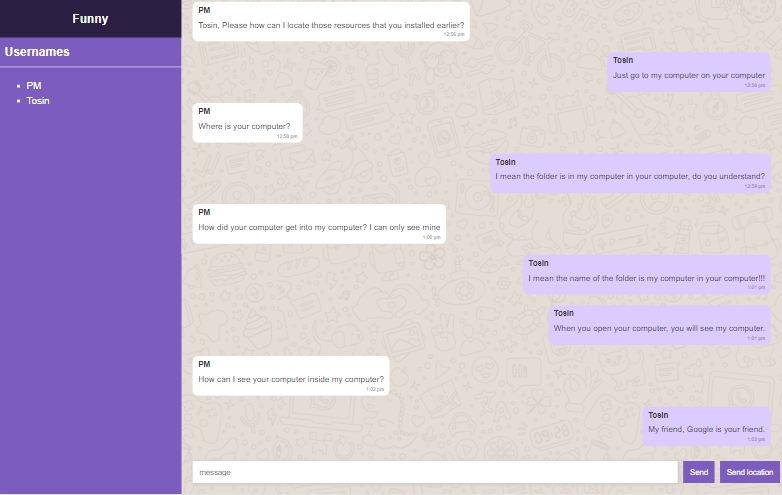 Funny
Usernames
PM
Tosin
PM
Tosin, Please how can I locate those resources that you installed earlier?
12:56 pm
Tosin
Just go to my computer on your computer
12:58 pm
PM
Where is your computer?
12:58 pm
Tosin
I mean the folder is in my computer in your computer, do you understand?
12:59 pm
PM
How did your computer get into my computer? I can only see mine
1:00 pm
Tosin
I mean the name of the folder is my computer in your computer!!!
1:01 pm
Tosin
When you open your computer, you will see my computer.
1:01 pm
PM
How can I see your computer inside my computer?
1:02 pm
Tosin
My friend, Google is your friend.
1:02 pm
message
Send
Send location